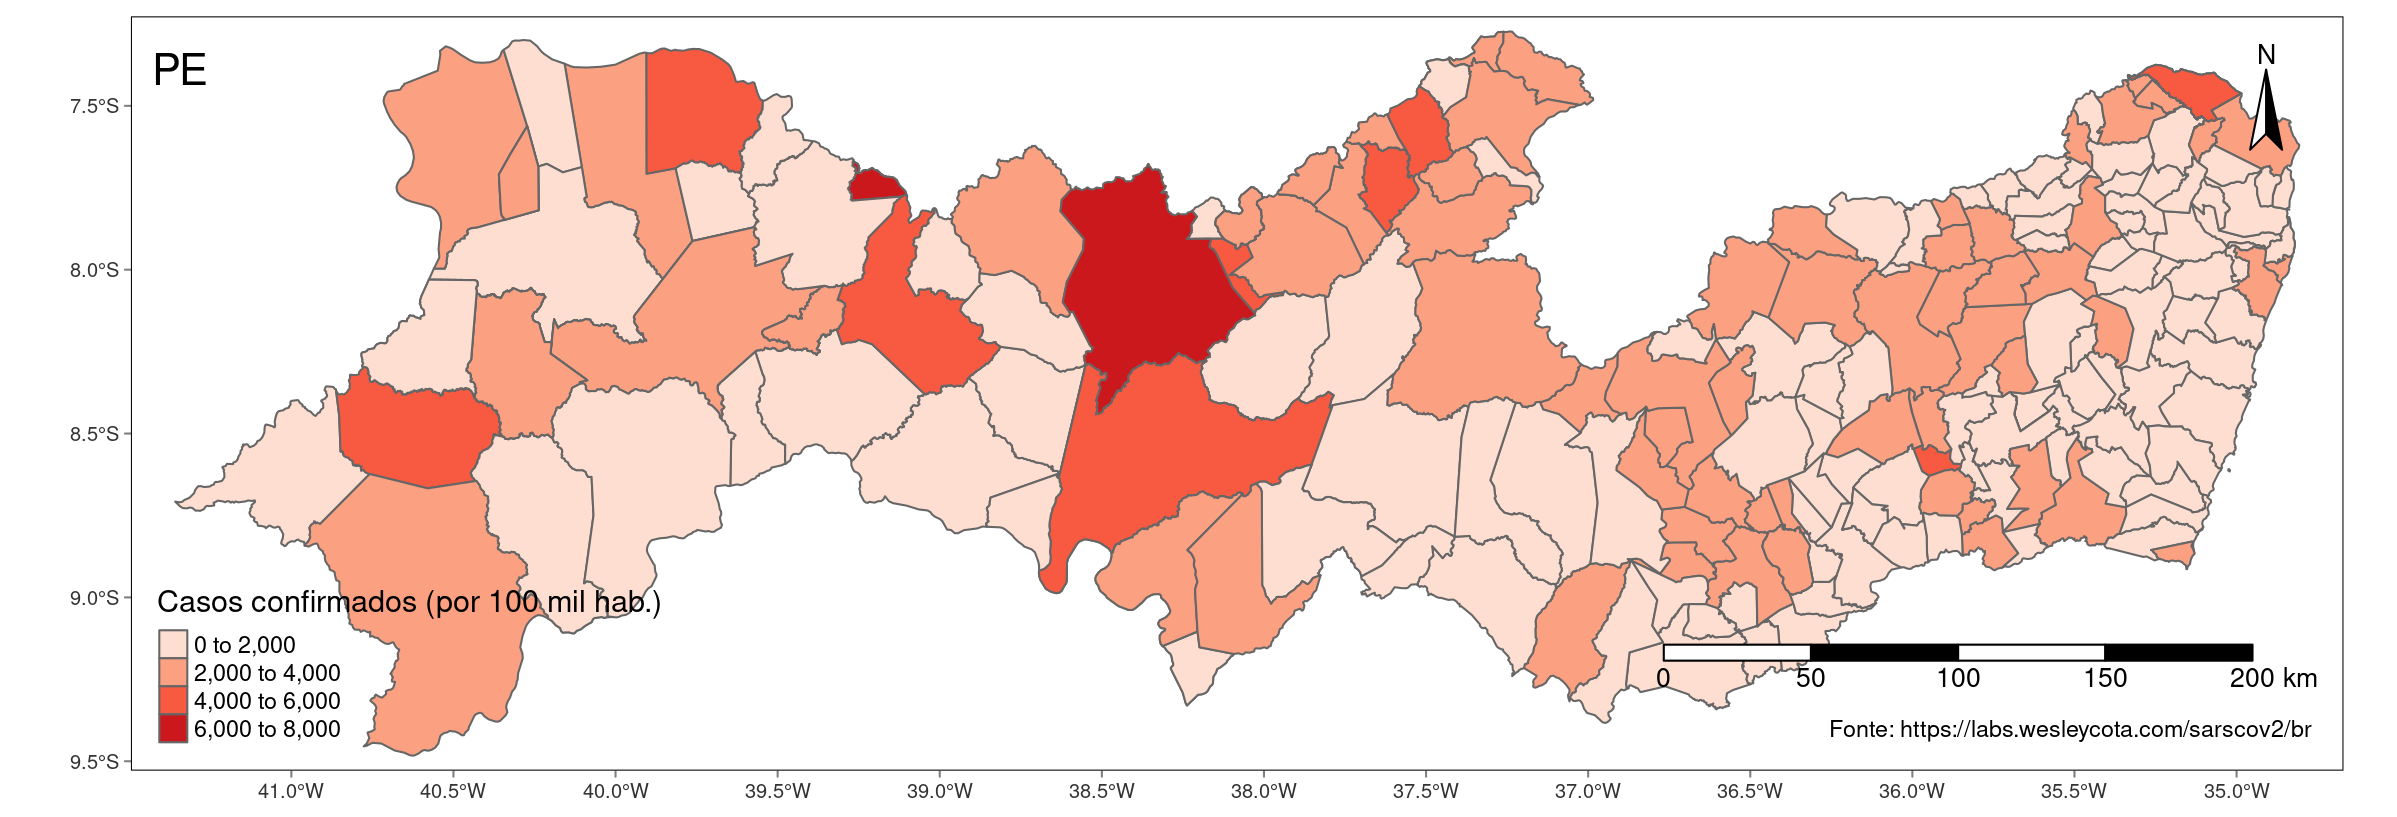 PE
N
7.5°S
8.0°S
8.5°S
9.0°S
9.5°S
Casos confirmados (por 100 mil hab.)
0 to 2,000
2,000 to 4,000
4,000 to 6,000
6,000 to 8,000
0 50 100 150 200 km
Fonte: https://labs.wesleycota.com/sarscov2/br
41.0°W 40.5°W 40.0°W 39.5°W 39.0°W 38.5°W 38.0°W 37.5°W 37.0°W 36.5°W 36.0°W 35.5°W 35.0°W